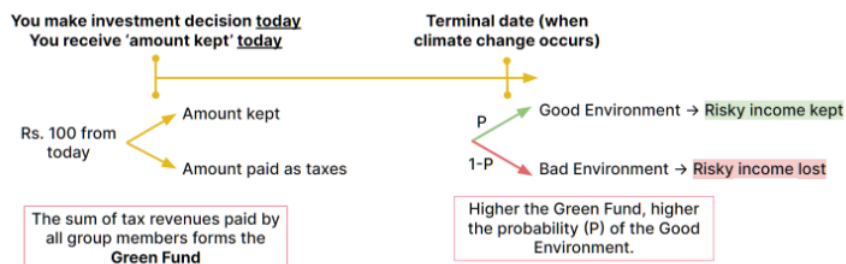 You make investment decision today
You receive ‘amount kept’ today
Terminal date (when
climate change occurs)
Rs. 100 from
today
Amount kept
Amount paid as taxes
P
1-P
Good Environment → Risky income kept
Bad Environment → Risky income lost
The sum of tax revenues paid by
all group members forms the
Green Fund
Higher the Green Fund, higher
the probability (P) of the Good
Environment.